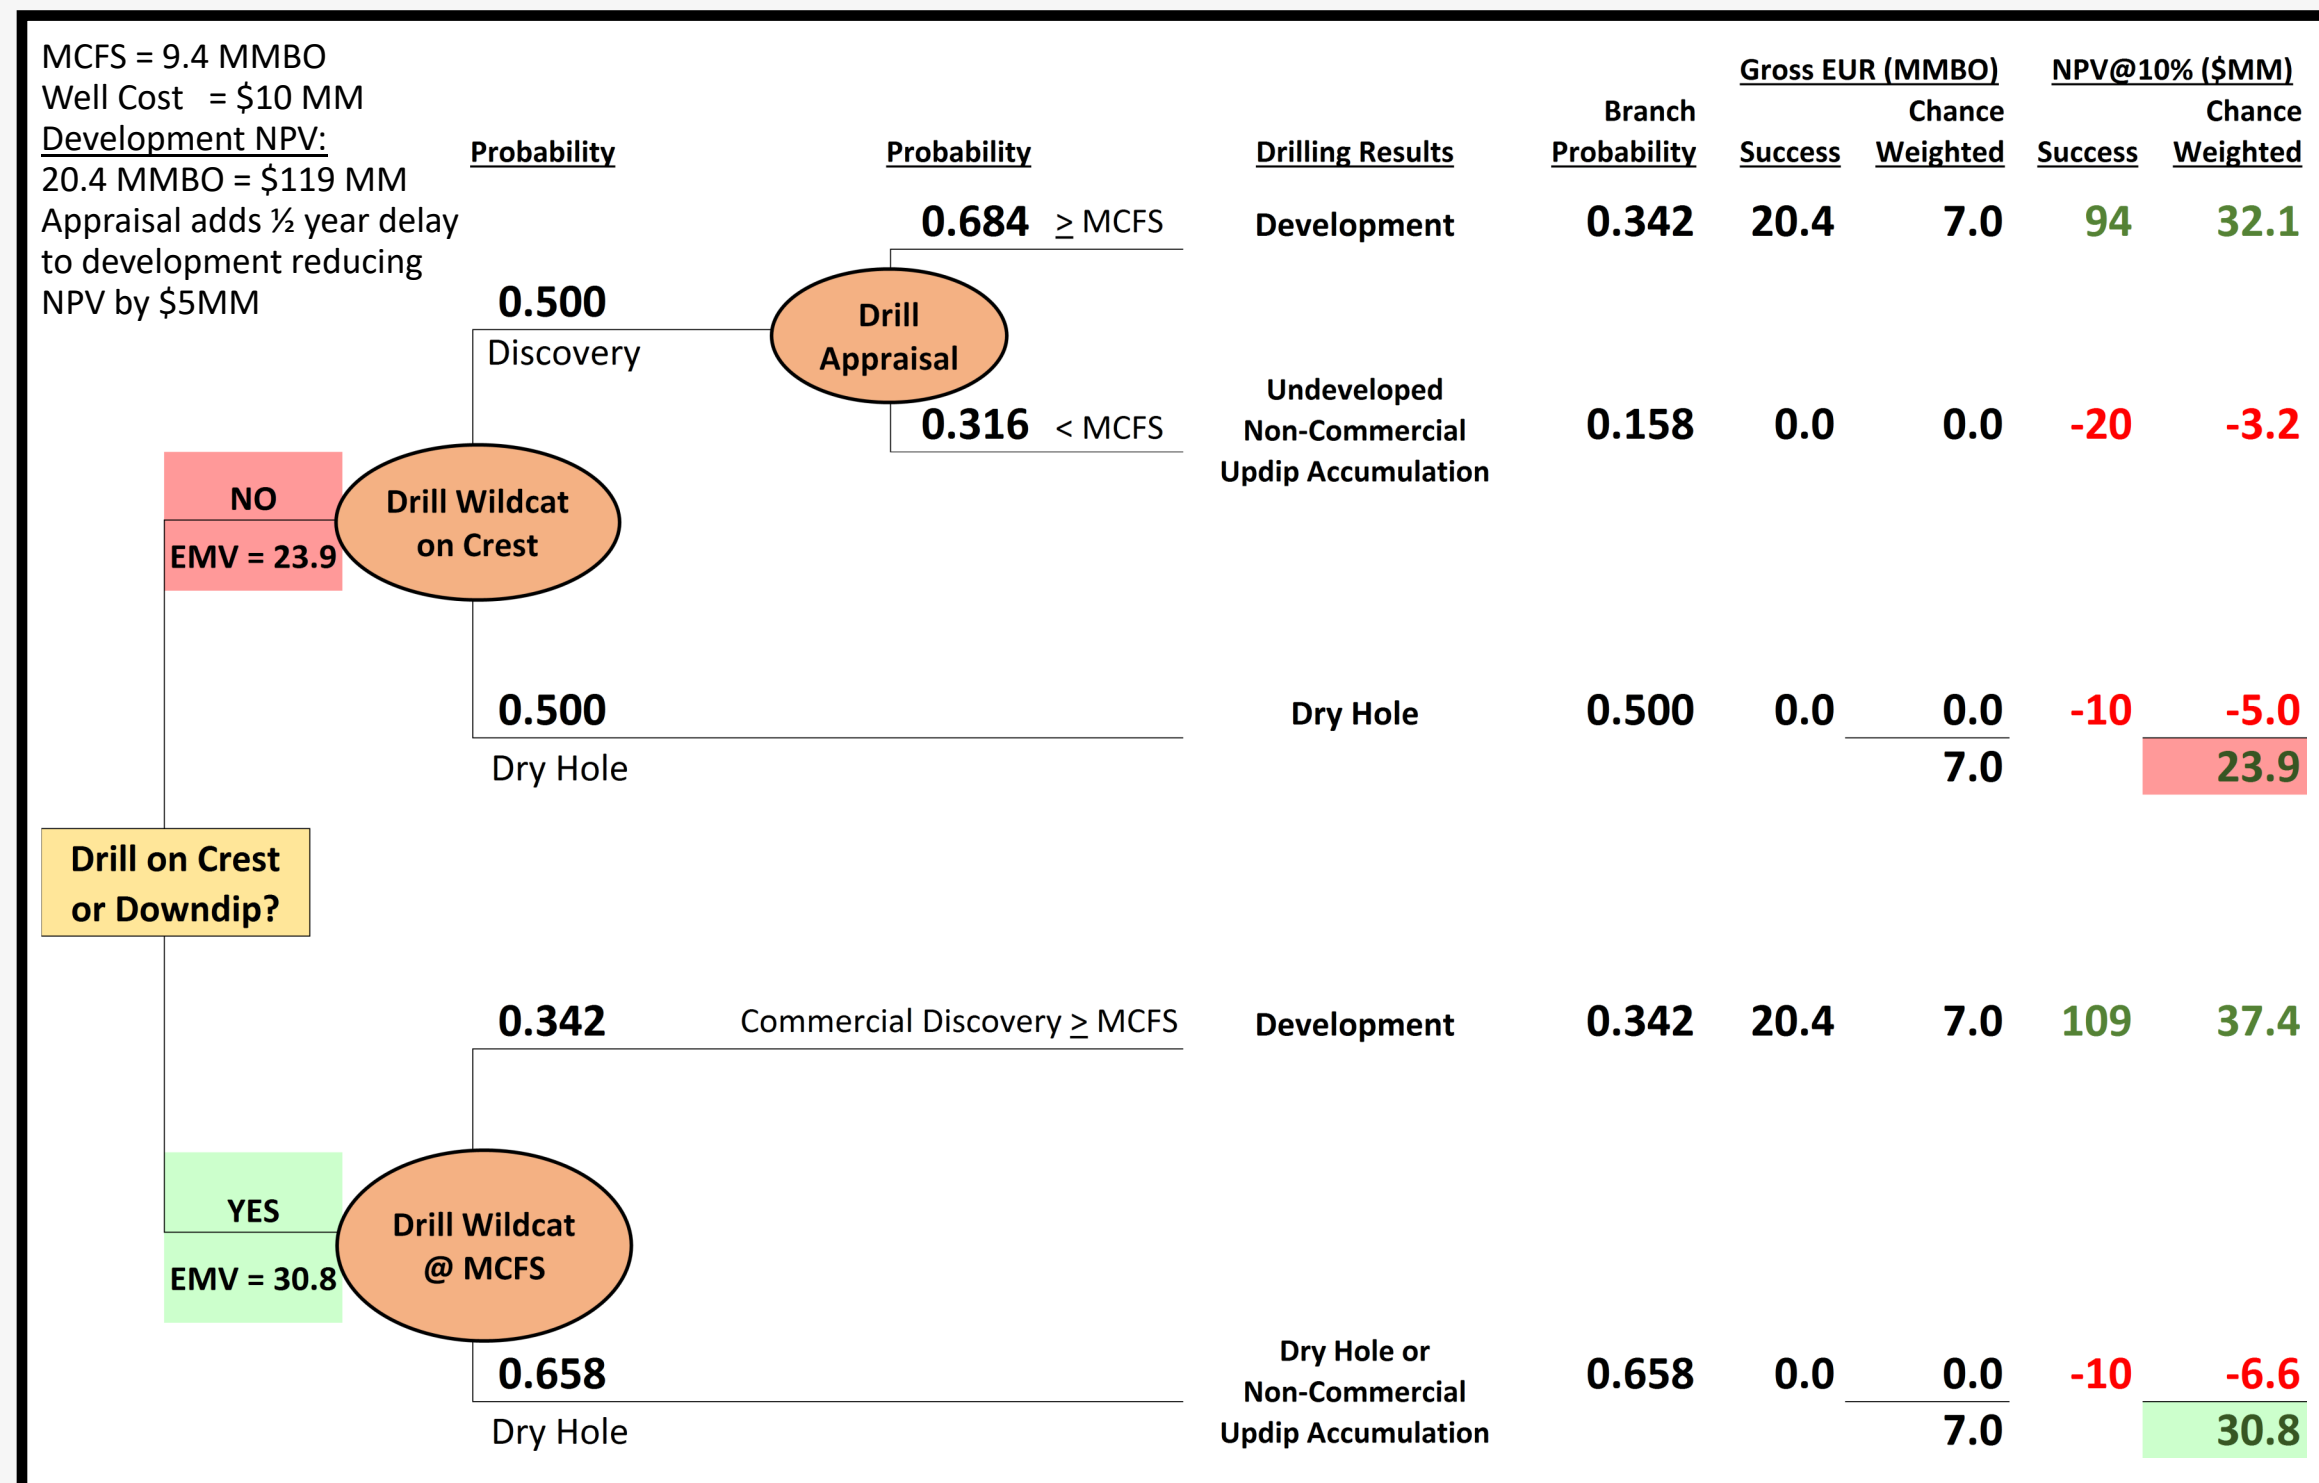 MCFS = 9.4 MMBO
Well Cost = $10 MM
Development NPV:
20.4 MMBO = $119 MM
Appraisal adds ½ year delay
to development reducing
NPV by $5MM
Gross EUR (MMBO) NPV@10% ($MM)
Branch Chance Chance
Probability Probability Drilling Results Probability Success Weighted Success Weighted
0.684 ≥ MCFS Development 0.342 20.4 7.0 94 32.1
0.500
Discovery
Drill
Appraisal
0.316 < MCFS
Undeveloped
Non-Commercial
Updip Accumulation
0.158 0.0 0.0 -20 -3.2
NO
EMV = 23.9
Drill Wildcat
on Crest
0.500 Dry Hole 0.500 0.0 0.0 -10 -5.0
Dry Hole 7.0 23.9
Drill on Crest
or Downdip?
0.342 Commercial Discovery ≥ MCFS Development 0.342 20.4 7.0 109 37.4
YES
EMV = 30.8
Drill Wildcat
@ MCFS
0.658
Dry Hole
Dry Hole or
Non-Commercial
Updip Accumulation
0.658 0.0 0.0 -10 -6.6
7.0 30.8